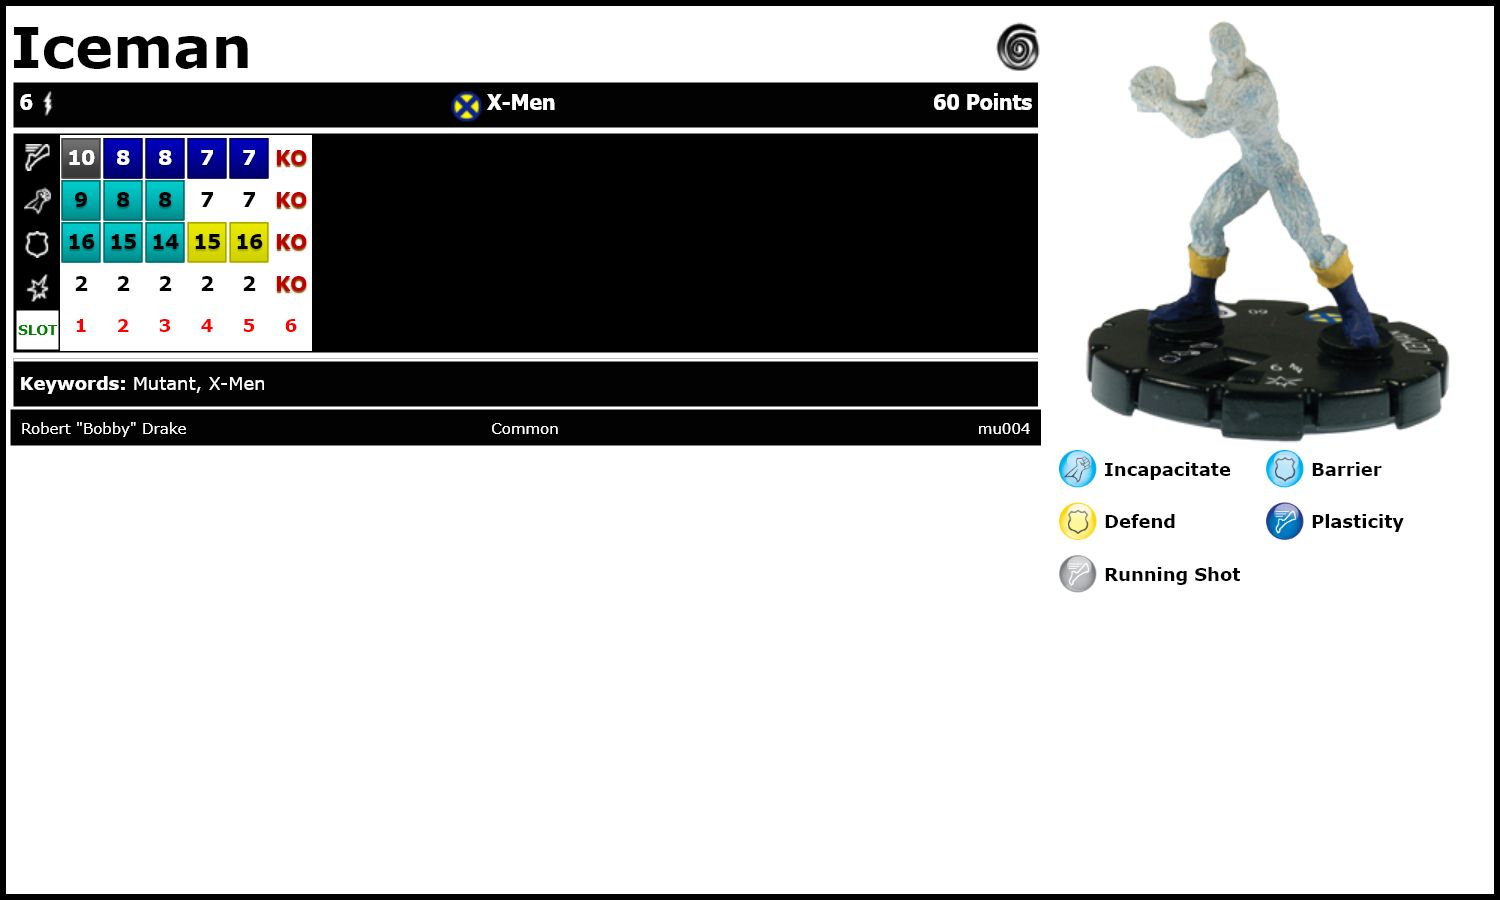 Iceman
6 X-Men 60 Points
10 8 8 7 7 KO
9 8 8 7 7 KO
16 15 14 15 16 KO
2 2 2 2 2 KO
SLOT 1 2 3 4 5 6
Keywords: Mutant, X-Men
Robert "Bobby" Drake Common mu004
60
Incapacitate Barrier
Defend Plasticity
Running Shot